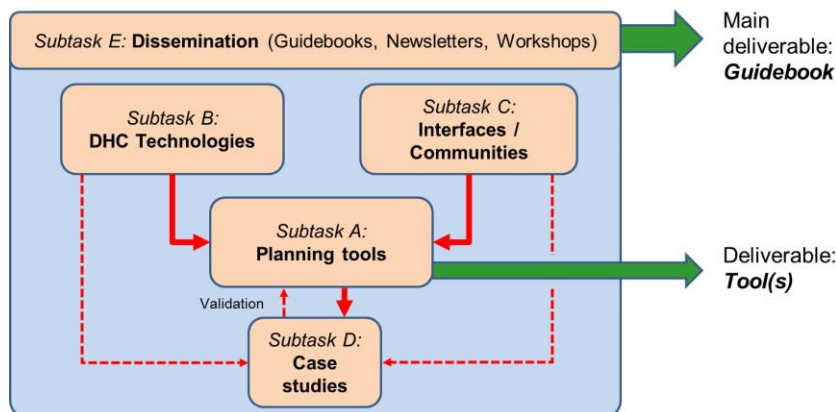 Subtask E: Dissemination (Guidebooks, Newsletters, Workshops)
Main
deliverable:
Guidebook
Subtask B:
DHC Technologies
Subtask C:
Interfaces /
Communities
Subtask A:
Planning tools
Deliverable:
Tool(s)
Validation
Subtask D:
Case
studies